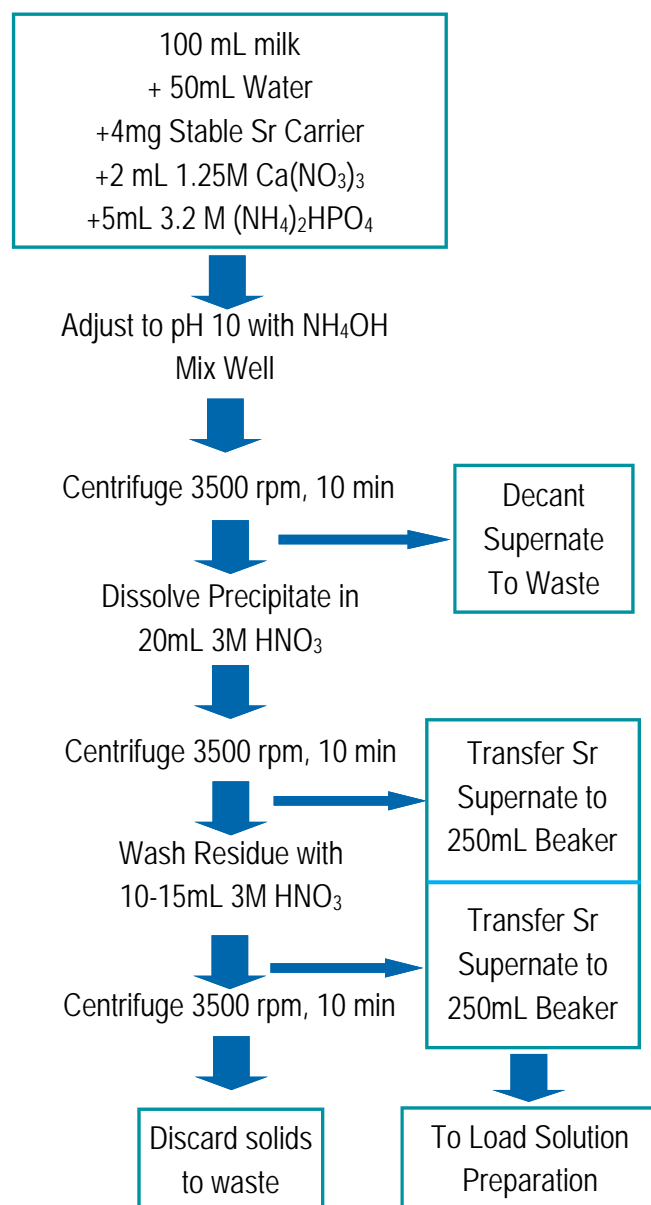 100 mL milk
+ 50mL Water
+4mg Stable Sr Carrier
+2 mL 1.25M Ca(NO₃)₃
+5mL 3.2 M (NH₄)₂HPO₄
Adjust to pH 10 with NH₄OH
Mix Well
Centrifuge 3500 rpm, 10 min
Decant
Supernate
To Waste
Dissolve Precipitate in
20mL 3M HNO₃
Centrifuge 3500 rpm, 10 min
Transfer Sr
Supernate to
250mL Beaker
Wash Residue with
10-15mL 3M HNO₃
Transfer Sr
Supernate to
250mL Beaker
Centrifuge 3500 rpm, 10 min
Discard solids
to waste
To Load Solution
Preparation